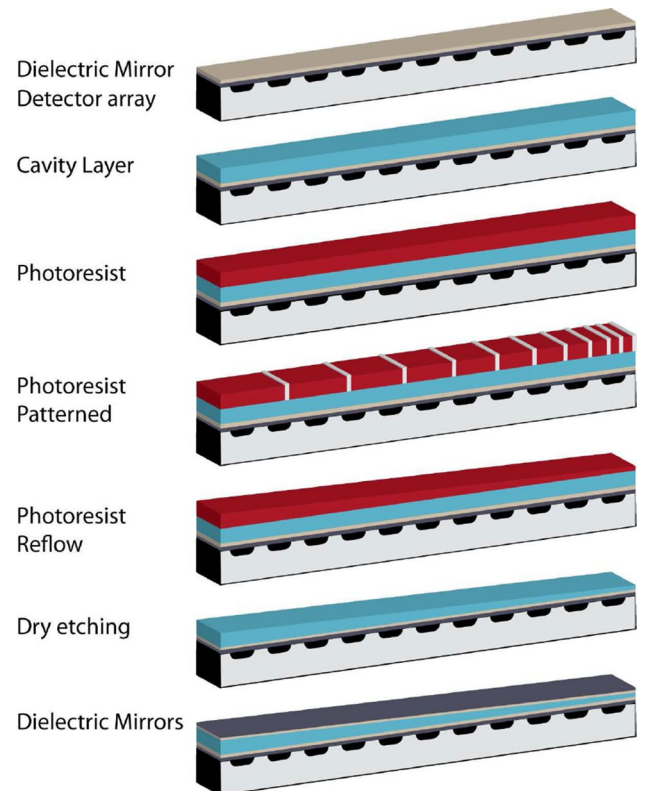 Dielectric Mirror
Detector array
Cavity Layer
Photoresist
Photoresist
Patterned
Photoresist
Reflow
Dry etching
Dielectric Mirrors